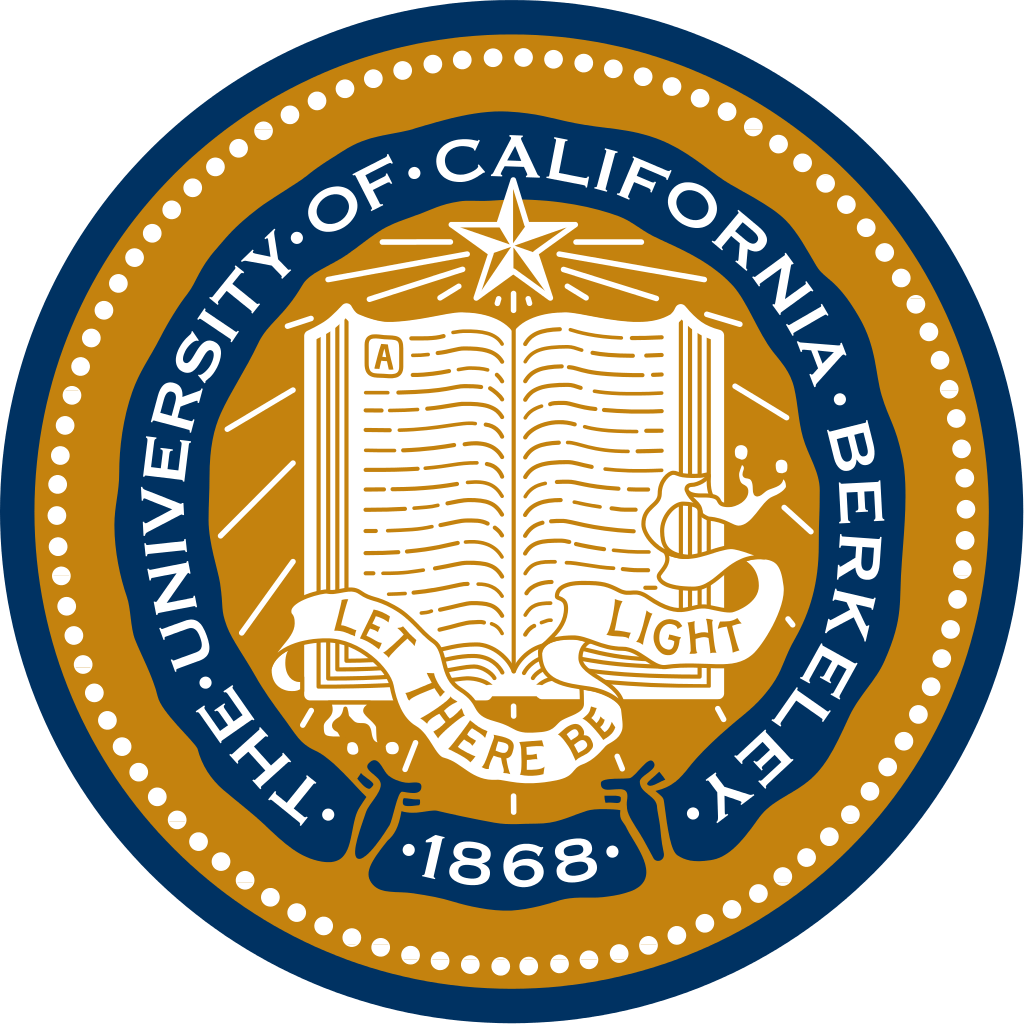 THE · UNIVERSITY · OF · CALIFORNIA · BERKELEY ·
A
LET THERE BE LIGHT
· 1868 ·